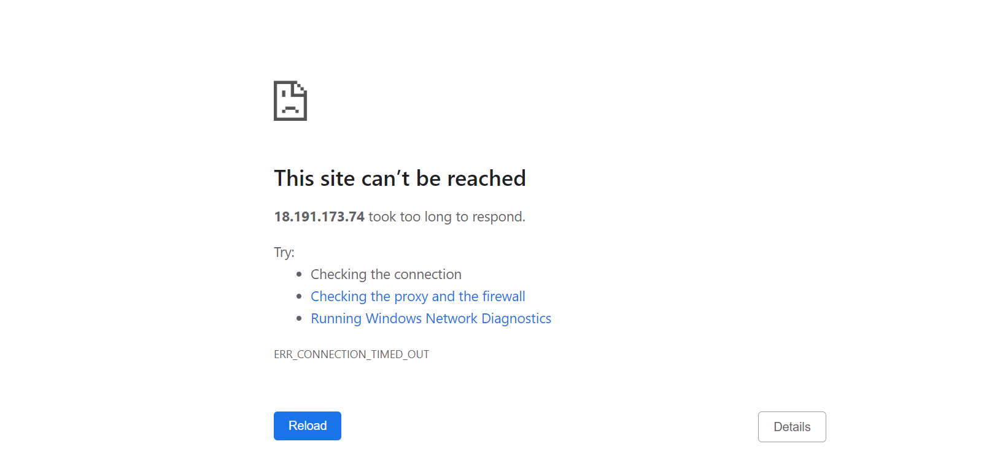 This site can’t be reached
18.191.173.74 took too long to respond.
Try:
Checking the connection
Checking the proxy and the firewall
Running Windows Network Diagnostics
ERR_CONNECTION_TIMED_OUT
Reload
Details